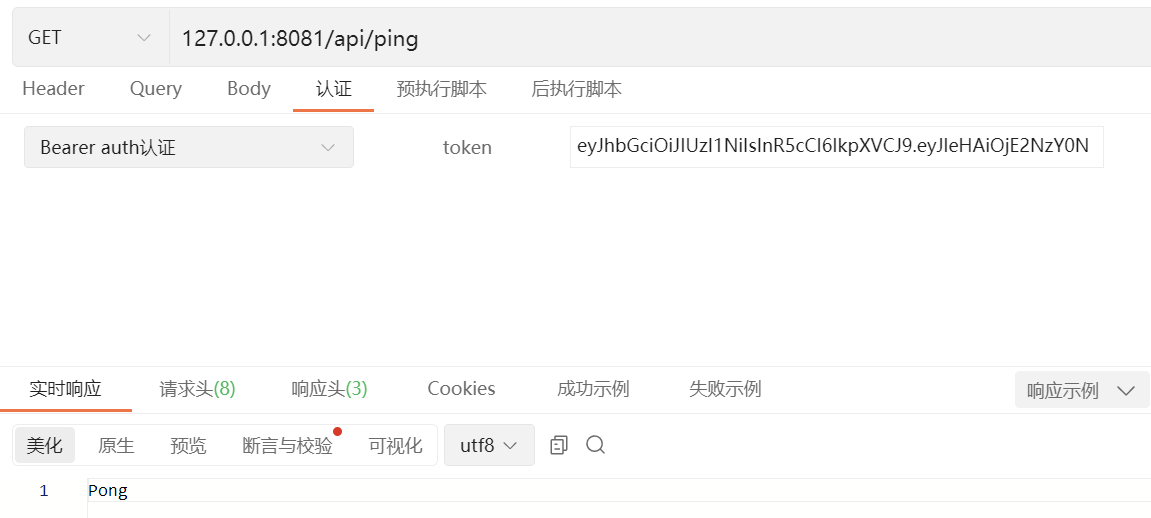 GET 127.0.0.1:8081/api/ping
Header Query Body 认证 预执行脚本 后执行脚本
Bearer auth认证 token eyJhbGciOiJIUzI1NiIsInR5cCI6IkpXVCJ9.eyJleHAiOjE2NzY0N
实时响应 请求头(8) 响应头(3) Cookies 成功示例 失败示例 响应示例
美化 原生 预览 断言与校验 可视化 utf8
1 Pong